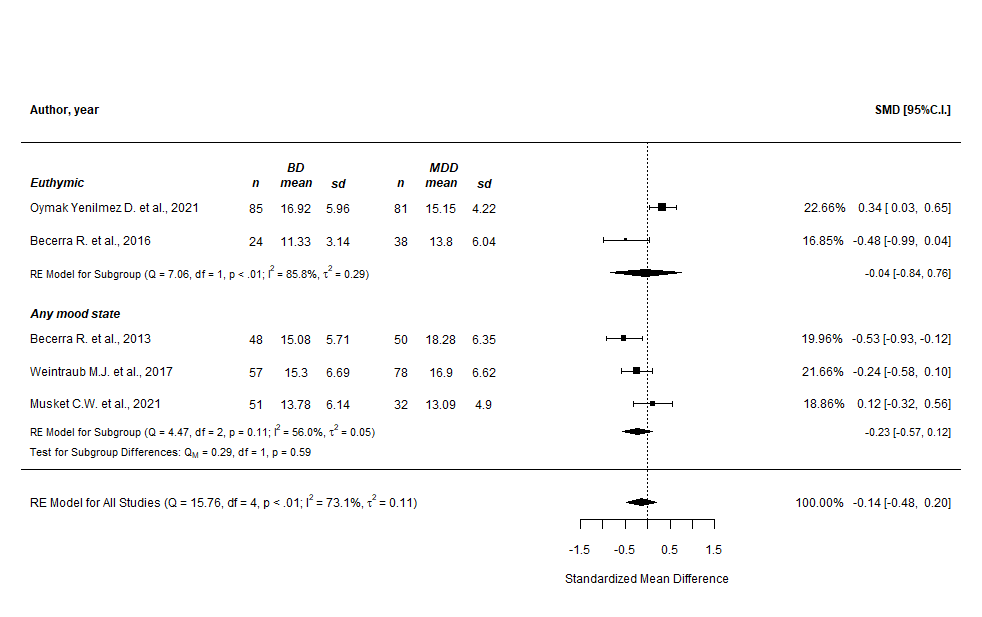 Author, year SMD [95%C.I.]
BD MDD
Euthymic n mean sd n mean sd
Oymak Yenilmez D. et al., 2021 85 16.92 5.96 81 15.15 4.22 22.66% 0.34 [ 0.03, 0.65]
Becerra R. et al., 2016 24 11.33 3.14 38 13.8 6.04 16.85% -0.48 [-0.99, 0.04]
RE Model for Subgroup (Q = 7.06, df = 1, p < .01; I² = 85.8%, τ² = 0.29) -0.04 [-0.84, 0.76]
Any mood state
Becerra R. et al., 2013 48 15.08 5.71 50 18.28 6.35 19.96% -0.53 [-0.93, -0.12]
Weintraub M.J. et al., 2017 57 15.3 6.69 78 16.9 6.62 21.66% -0.24 [-0.58, 0.10]
Musket C.W. et al., 2021 51 13.78 6.14 32 13.09 4.9 18.86% 0.12 [-0.32, 0.56]
RE Model for Subgroup (Q = 4.47, df = 2, p = 0.11; I² = 56.0%, τ² = 0.05) -0.23 [-0.57, 0.12]
Test for Subgroup Differences: Q_M = 0.29, df = 1, p = 0.59
RE Model for All Studies (Q = 15.76, df = 4, p < .01; I² = 73.1%, τ² = 0.11) 100.00% -0.14 [-0.48, 0.20]
-1.5 -0.5 0.5 1.5
Standardized Mean Difference